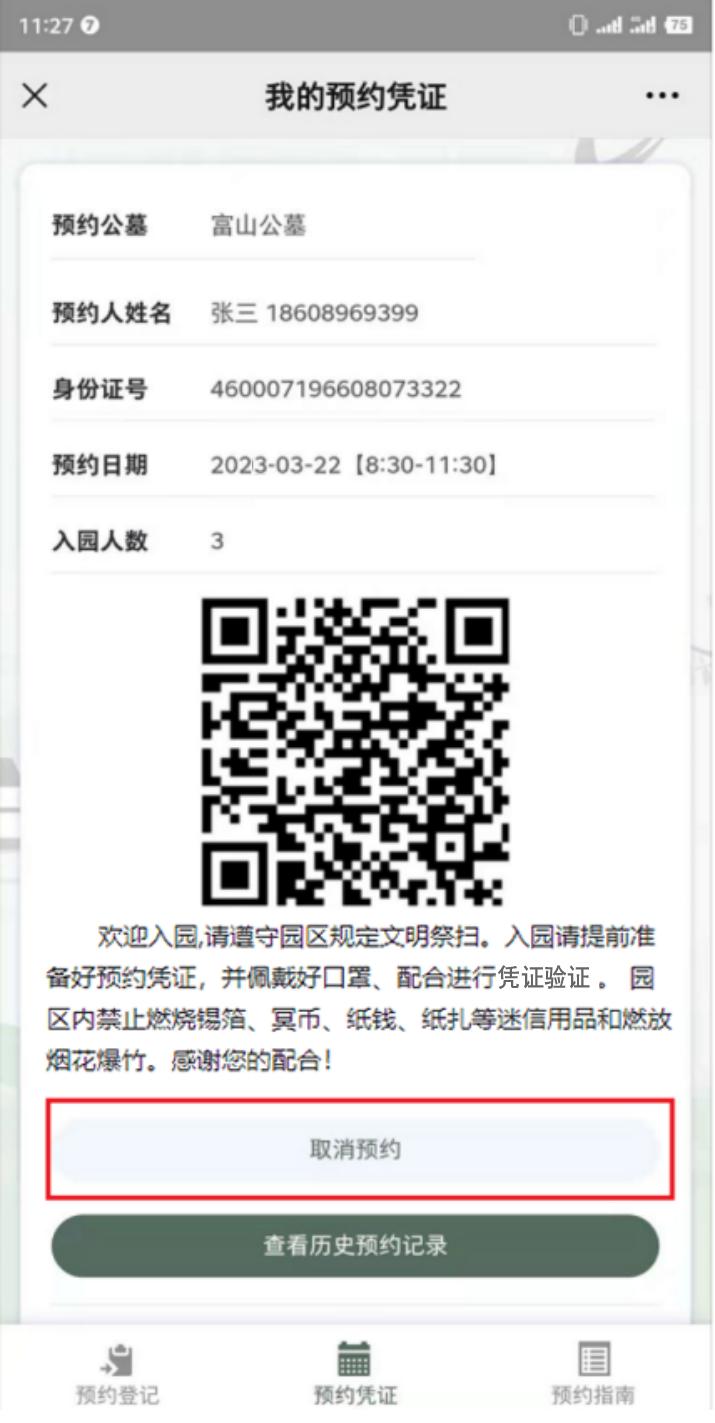 11:27 7 75
我的预约凭证
预约公墓 富山公墓
预约人姓名 张三 18608969399
身份证号 460007196608073322
预约日期 2023-03-22【8:30-11:30】
入园人数 3
欢迎入园,请遵守园区规定文明祭扫。入园请提前准
备好预约凭证，并佩戴好口罩、配合进行凭证验证 。 园
区内禁止燃烧锡箔、冥币、纸钱、纸扎等迷信用品和燃放
烟花爆竹。感谢您的配合！
取消预约
查看历史预约记录
预约登记 预约凭证 预约指南